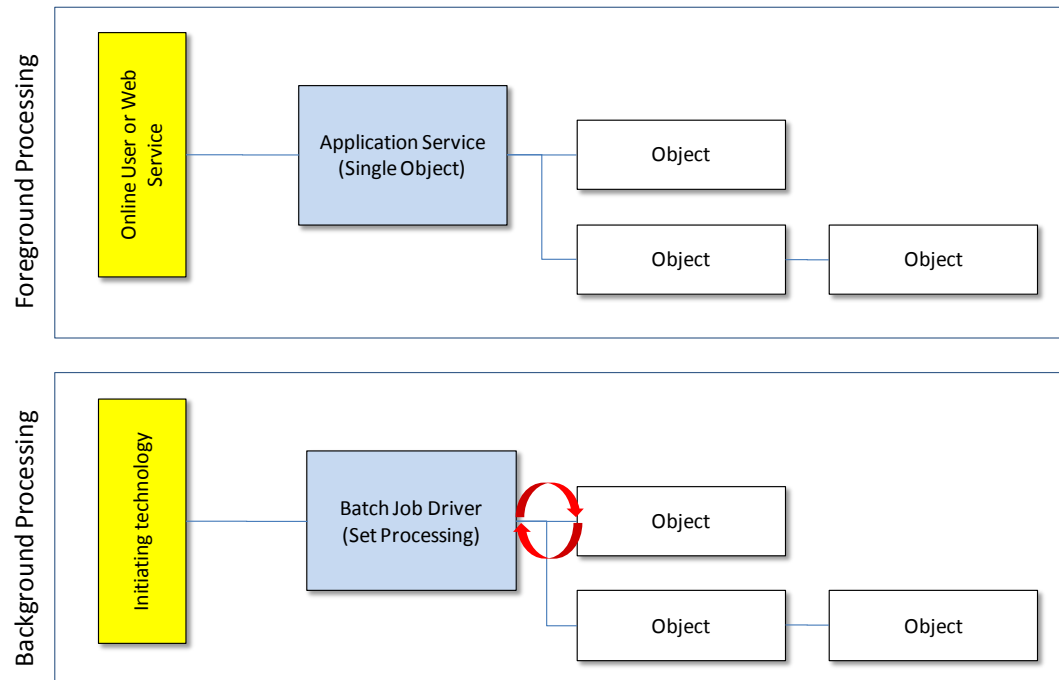 Foreground Processing
Online User or Web
Service
Application Service
(Single Object)
Object
Object
Object
Background Processing
Initiating technology
Batch Job Driver
(Set Processing)
Object
Object
Object